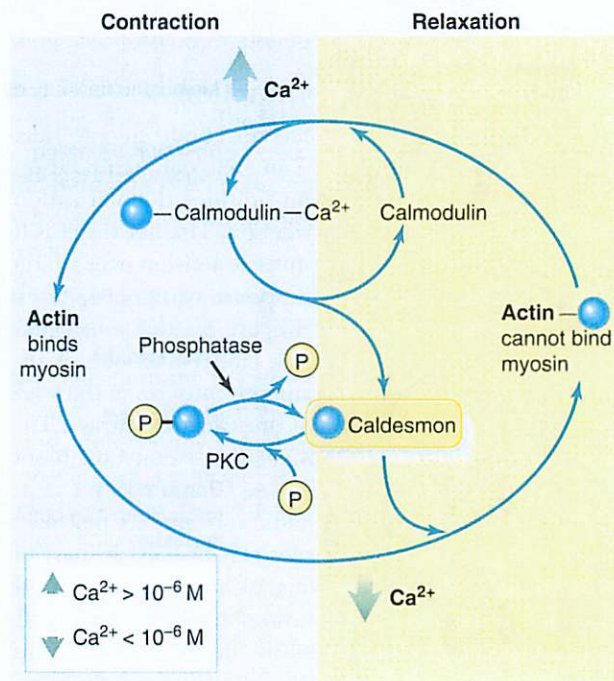 Contraction
Relaxation
Ca²⁺
Calmodulin — Ca²⁺
Calmodulin
Actin
binds
myosin
Actin
cannot bind
myosin
Phosphatase
P
P
Caldesmon
PKC
P
Ca²⁺
Ca²⁺ > 10⁻⁶ M
Ca²⁺ < 10⁻⁶ M